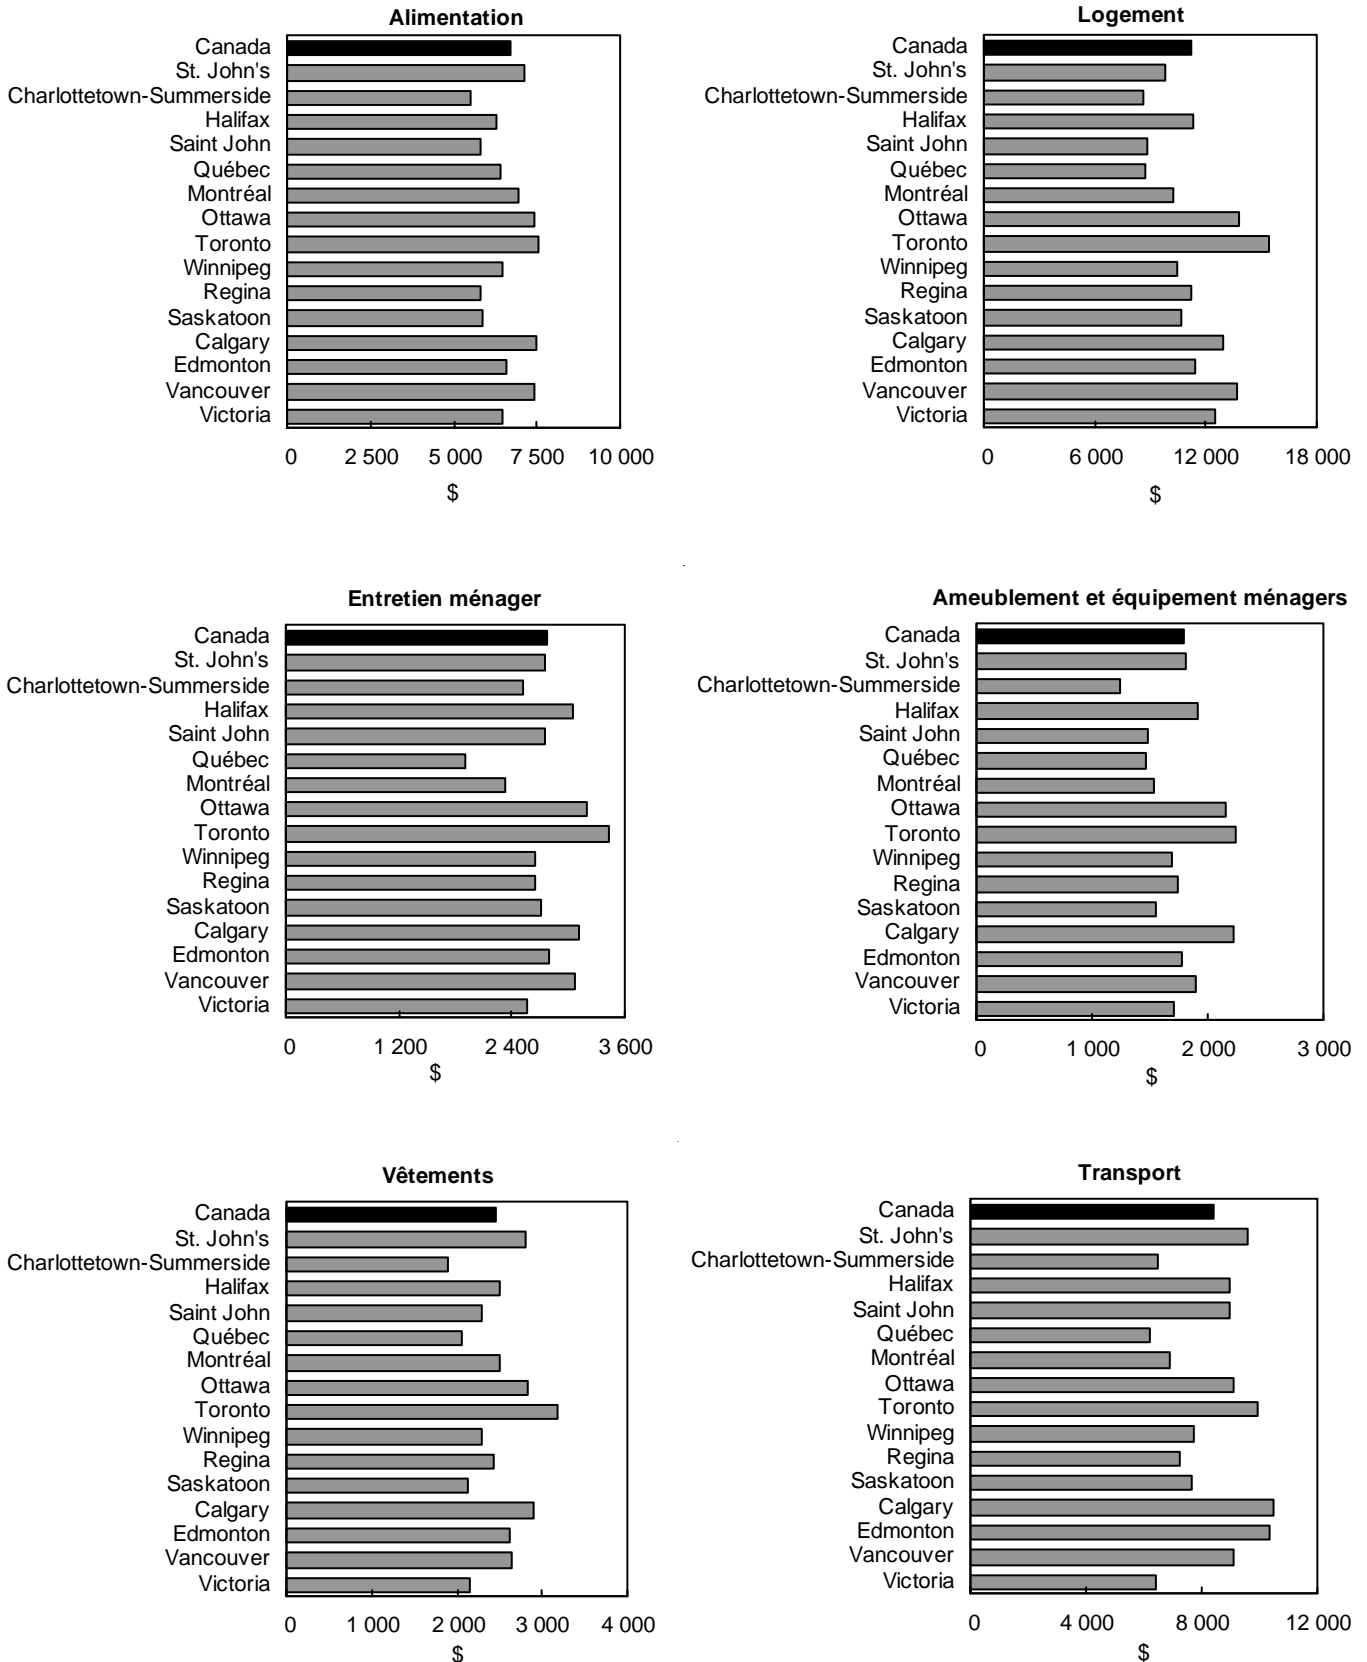 Alimentation
Canada
St. John's
Charlottetown-Summerside
Halifax
Saint John
Québec
Montréal
Ottawa
Toronto
Winnipeg
Regina
Saskatoon
Calgary
Edmonton
Vancouver
Victoria
0 2 500 5 000 7 500 10 000
$
Logement
Canada
St. John's
Charlottetown-Summerside
Halifax
Saint John
Québec
Montréal
Ottawa
Toronto
Winnipeg
Regina
Saskatoon
Calgary
Edmonton
Vancouver
Victoria
0 6 000 12 000 18 000
$
Entretien ménager
Canada
St. John's
Charlottetown-Summerside
Halifax
Saint John
Québec
Montréal
Ottawa
Toronto
Winnipeg
Regina
Saskatoon
Calgary
Edmonton
Vancouver
Victoria
0 1 200 2 400 3 600
$
Ameublement et équipement ménagers
Canada
St. John's
Charlottetown-Summerside
Halifax
Saint John
Québec
Montréal
Ottawa
Toronto
Winnipeg
Regina
Saskatoon
Calgary
Edmonton
Vancouver
Victoria
0 1 000 2 000 3 000
$
Vêtements
Canada
St. John's
Charlottetown-Summerside
Halifax
Saint John
Québec
Montréal
Ottawa
Toronto
Winnipeg
Regina
Saskatoon
Calgary
Edmonton
Vancouver
Victoria
0 1 000 2 000 3 000 4 000
$
Transport
Canada
St. John's
Charlottetown-Summerside
Halifax
Saint John
Québec
Montréal
Ottawa
Toronto
Winnipeg
Regina
Saskatoon
Calgary
Edmonton
Vancouver
Victoria
0 4 000 8 000 12 000
$